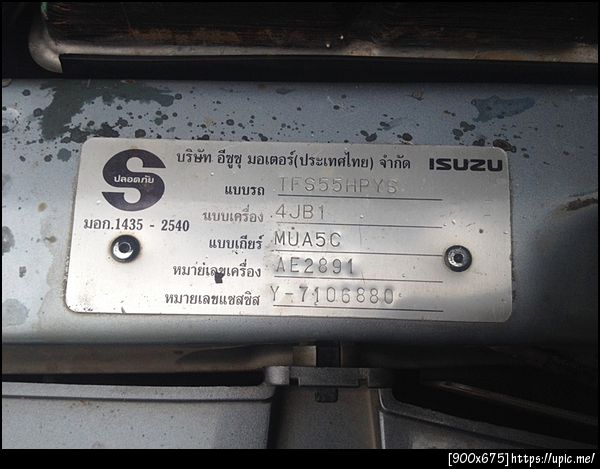 บริษัท อีซูซุ มอเตอร์(ประเทศไทย) จำกัด ISUZU
S
ปลอดภัย
มอก.1435 - 2540
แบบรถ TFS55HPYS
แบบเครื่อง 4JB1
แบบเกียร์ MUA5C
หมายเลขเครื่อง AE2891
หมายเลขแชสซิส Y-7106880
[900x675]https://upic.me/